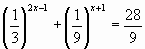 (1/3)^{2x-1} + (1/9)^{x+1} = 28/9